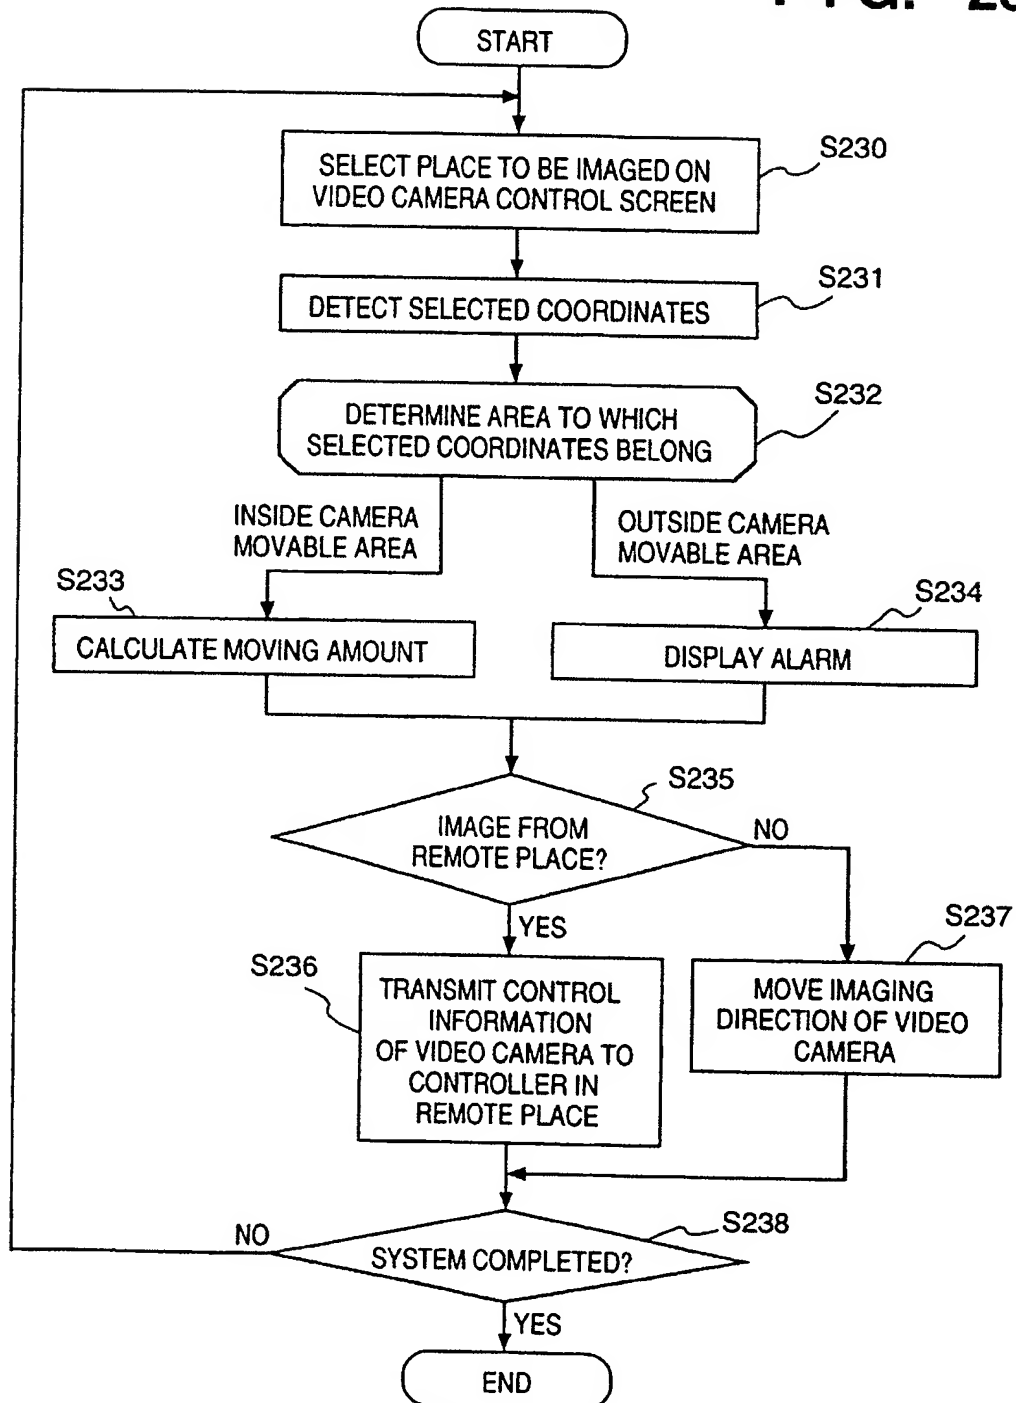 START
SELECT PLACE TO BE IMAGED ON
VIDEO CAMERA CONTROL SCREEN
S230
DETECT SELECTED COORDINATES
S231
DETERMINE AREA TO WHICH
SELECTED COORDINATES BELONG
S232
INSIDE CAMERA
MOVABLE AREA
OUTSIDE CAMERA
MOVABLE AREA
S233
CALCULATE MOVING AMOUNT
S234
DISPLAY ALARM
S235
IMAGE FROM
REMOTE PLACE?
NO
YES
S236
TRANSMIT CONTROL
INFORMATION
OF VIDEO CAMERA TO
CONTROLLER IN
REMOTE PLACE
S237
MOVE IMAGING
DIRECTION OF VIDEO
CAMERA
S238
NO
SYSTEM COMPLETED?
YES
END